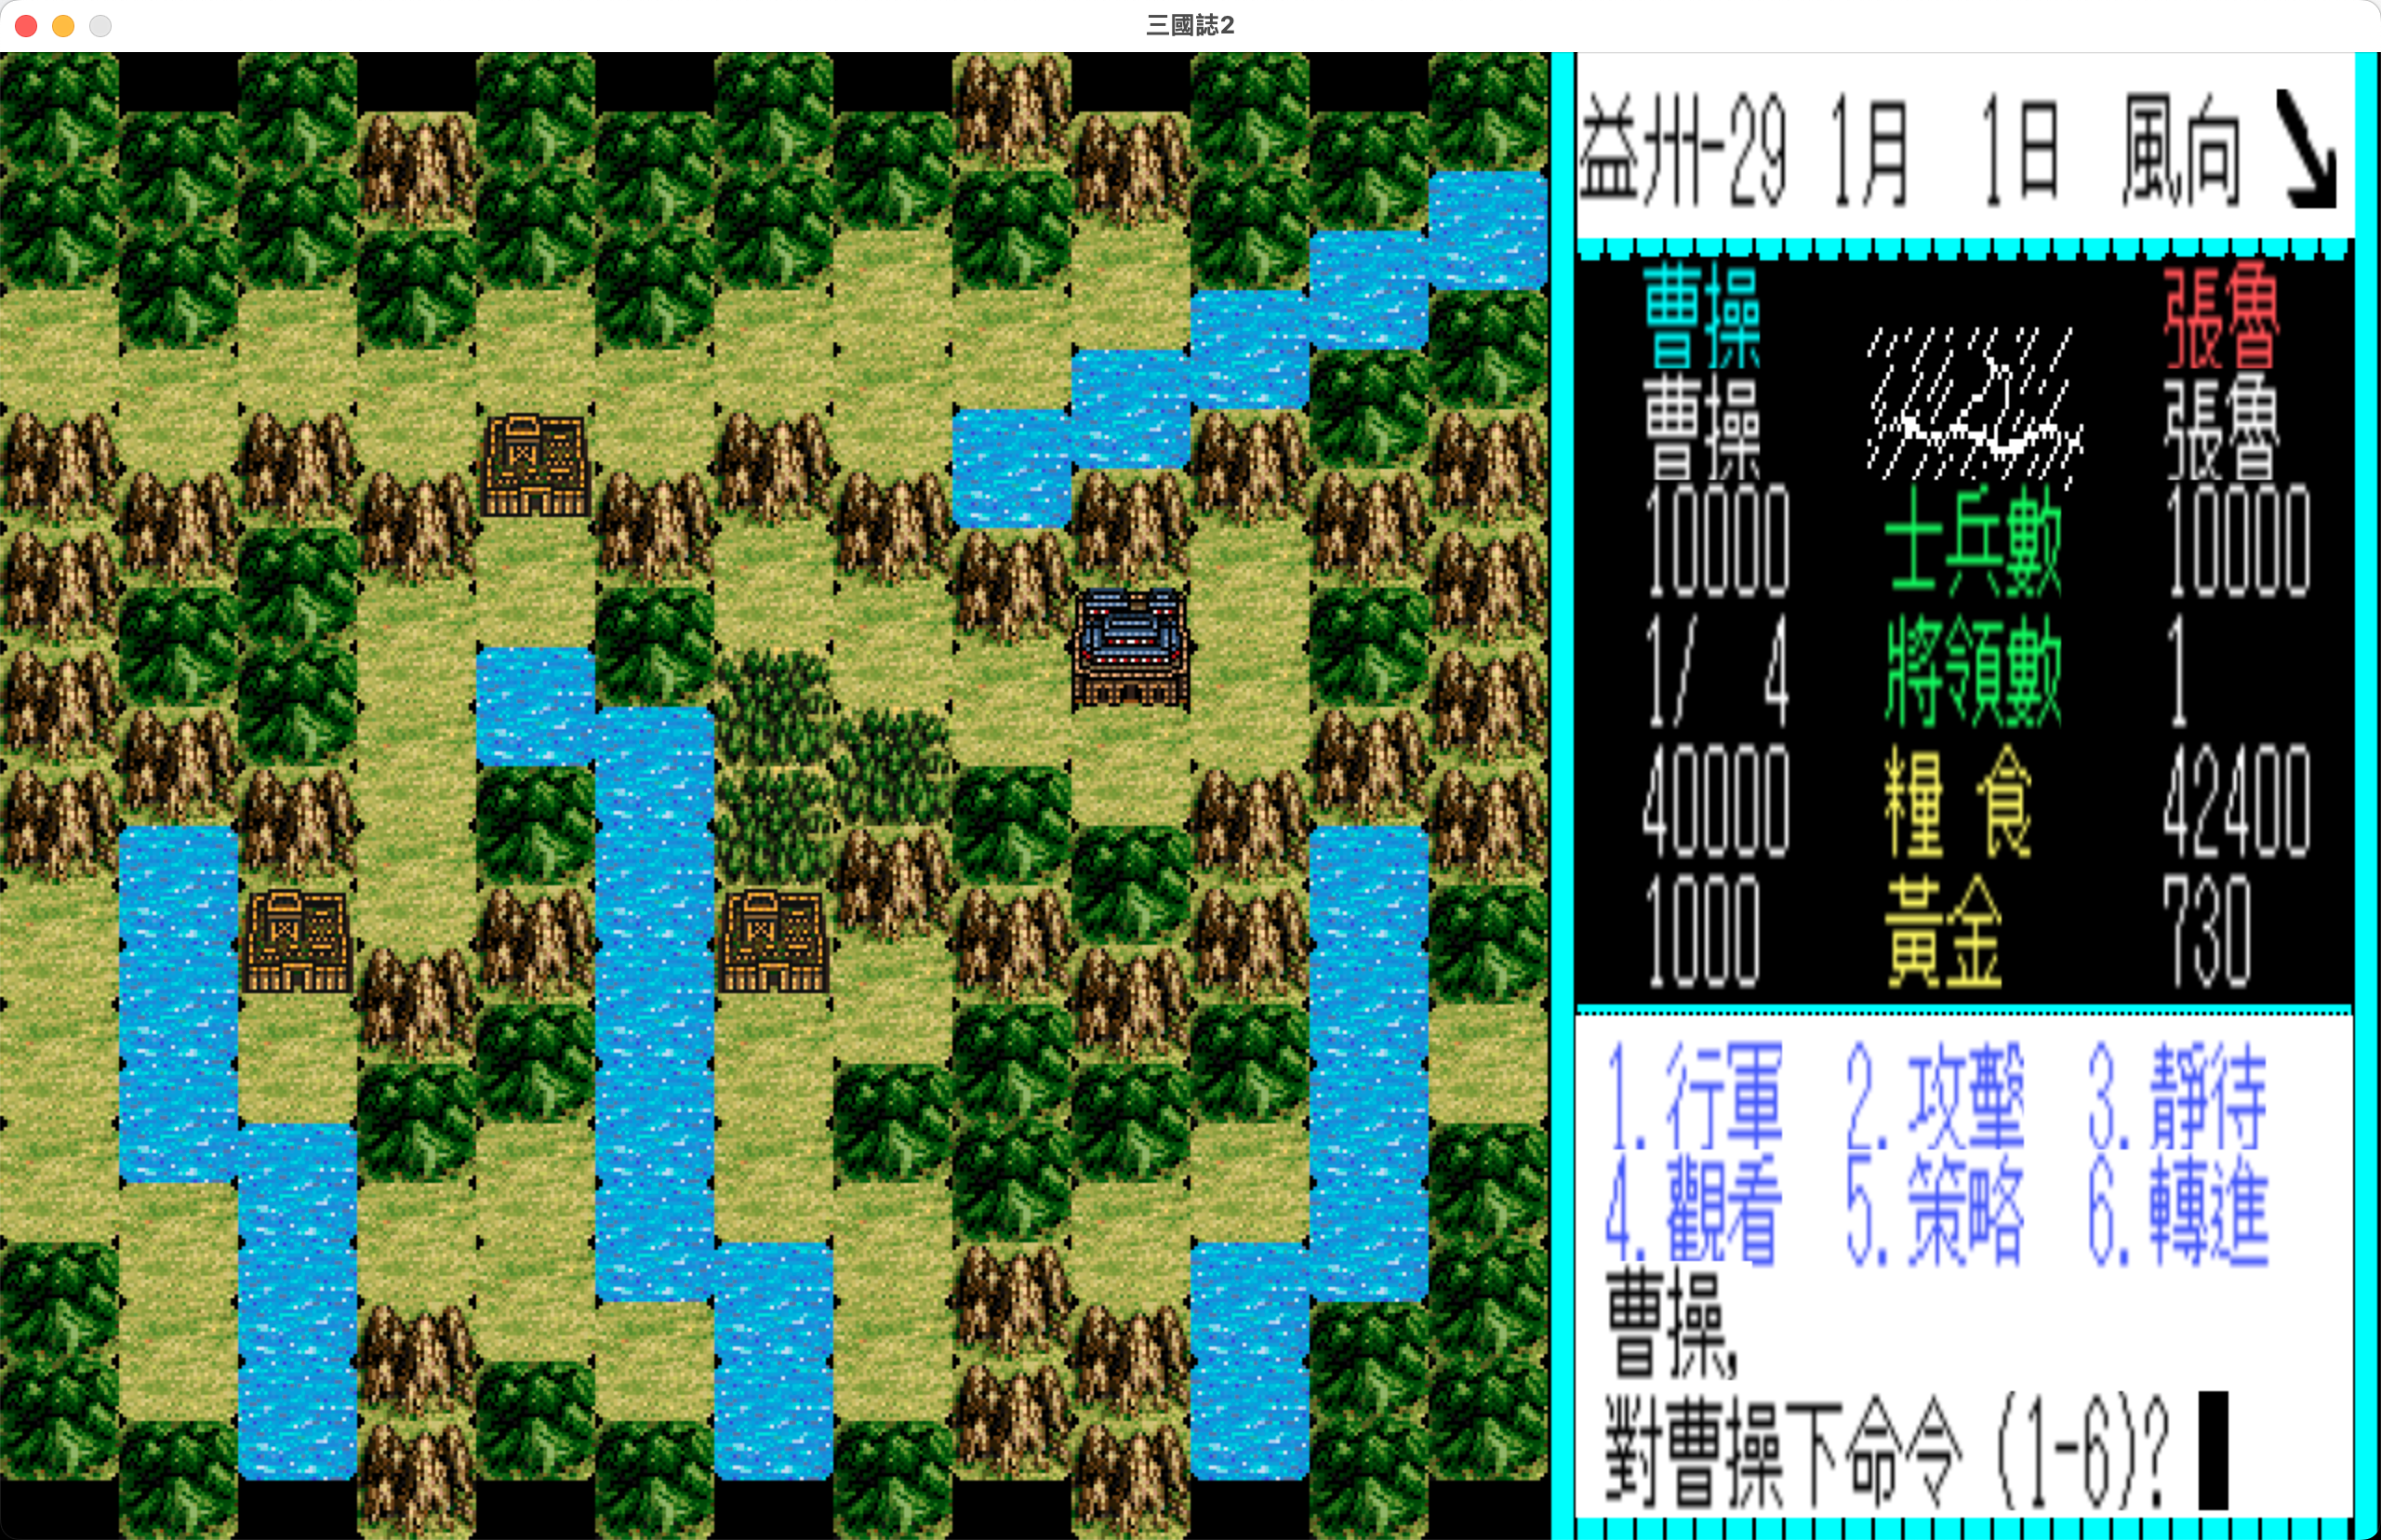 三國誌2
益州-29 1月 1日 風向
曹操 張魯
曹操 張魯
10000 士兵數 10000
1/ 4 將領數 1
40000 糧 食 42400
1000 黃金 730
1.行軍 2.攻擊 3.靜待
4.觀看 5.策略 6.轉進
曹操,
對曹操下命令 (1-6)?